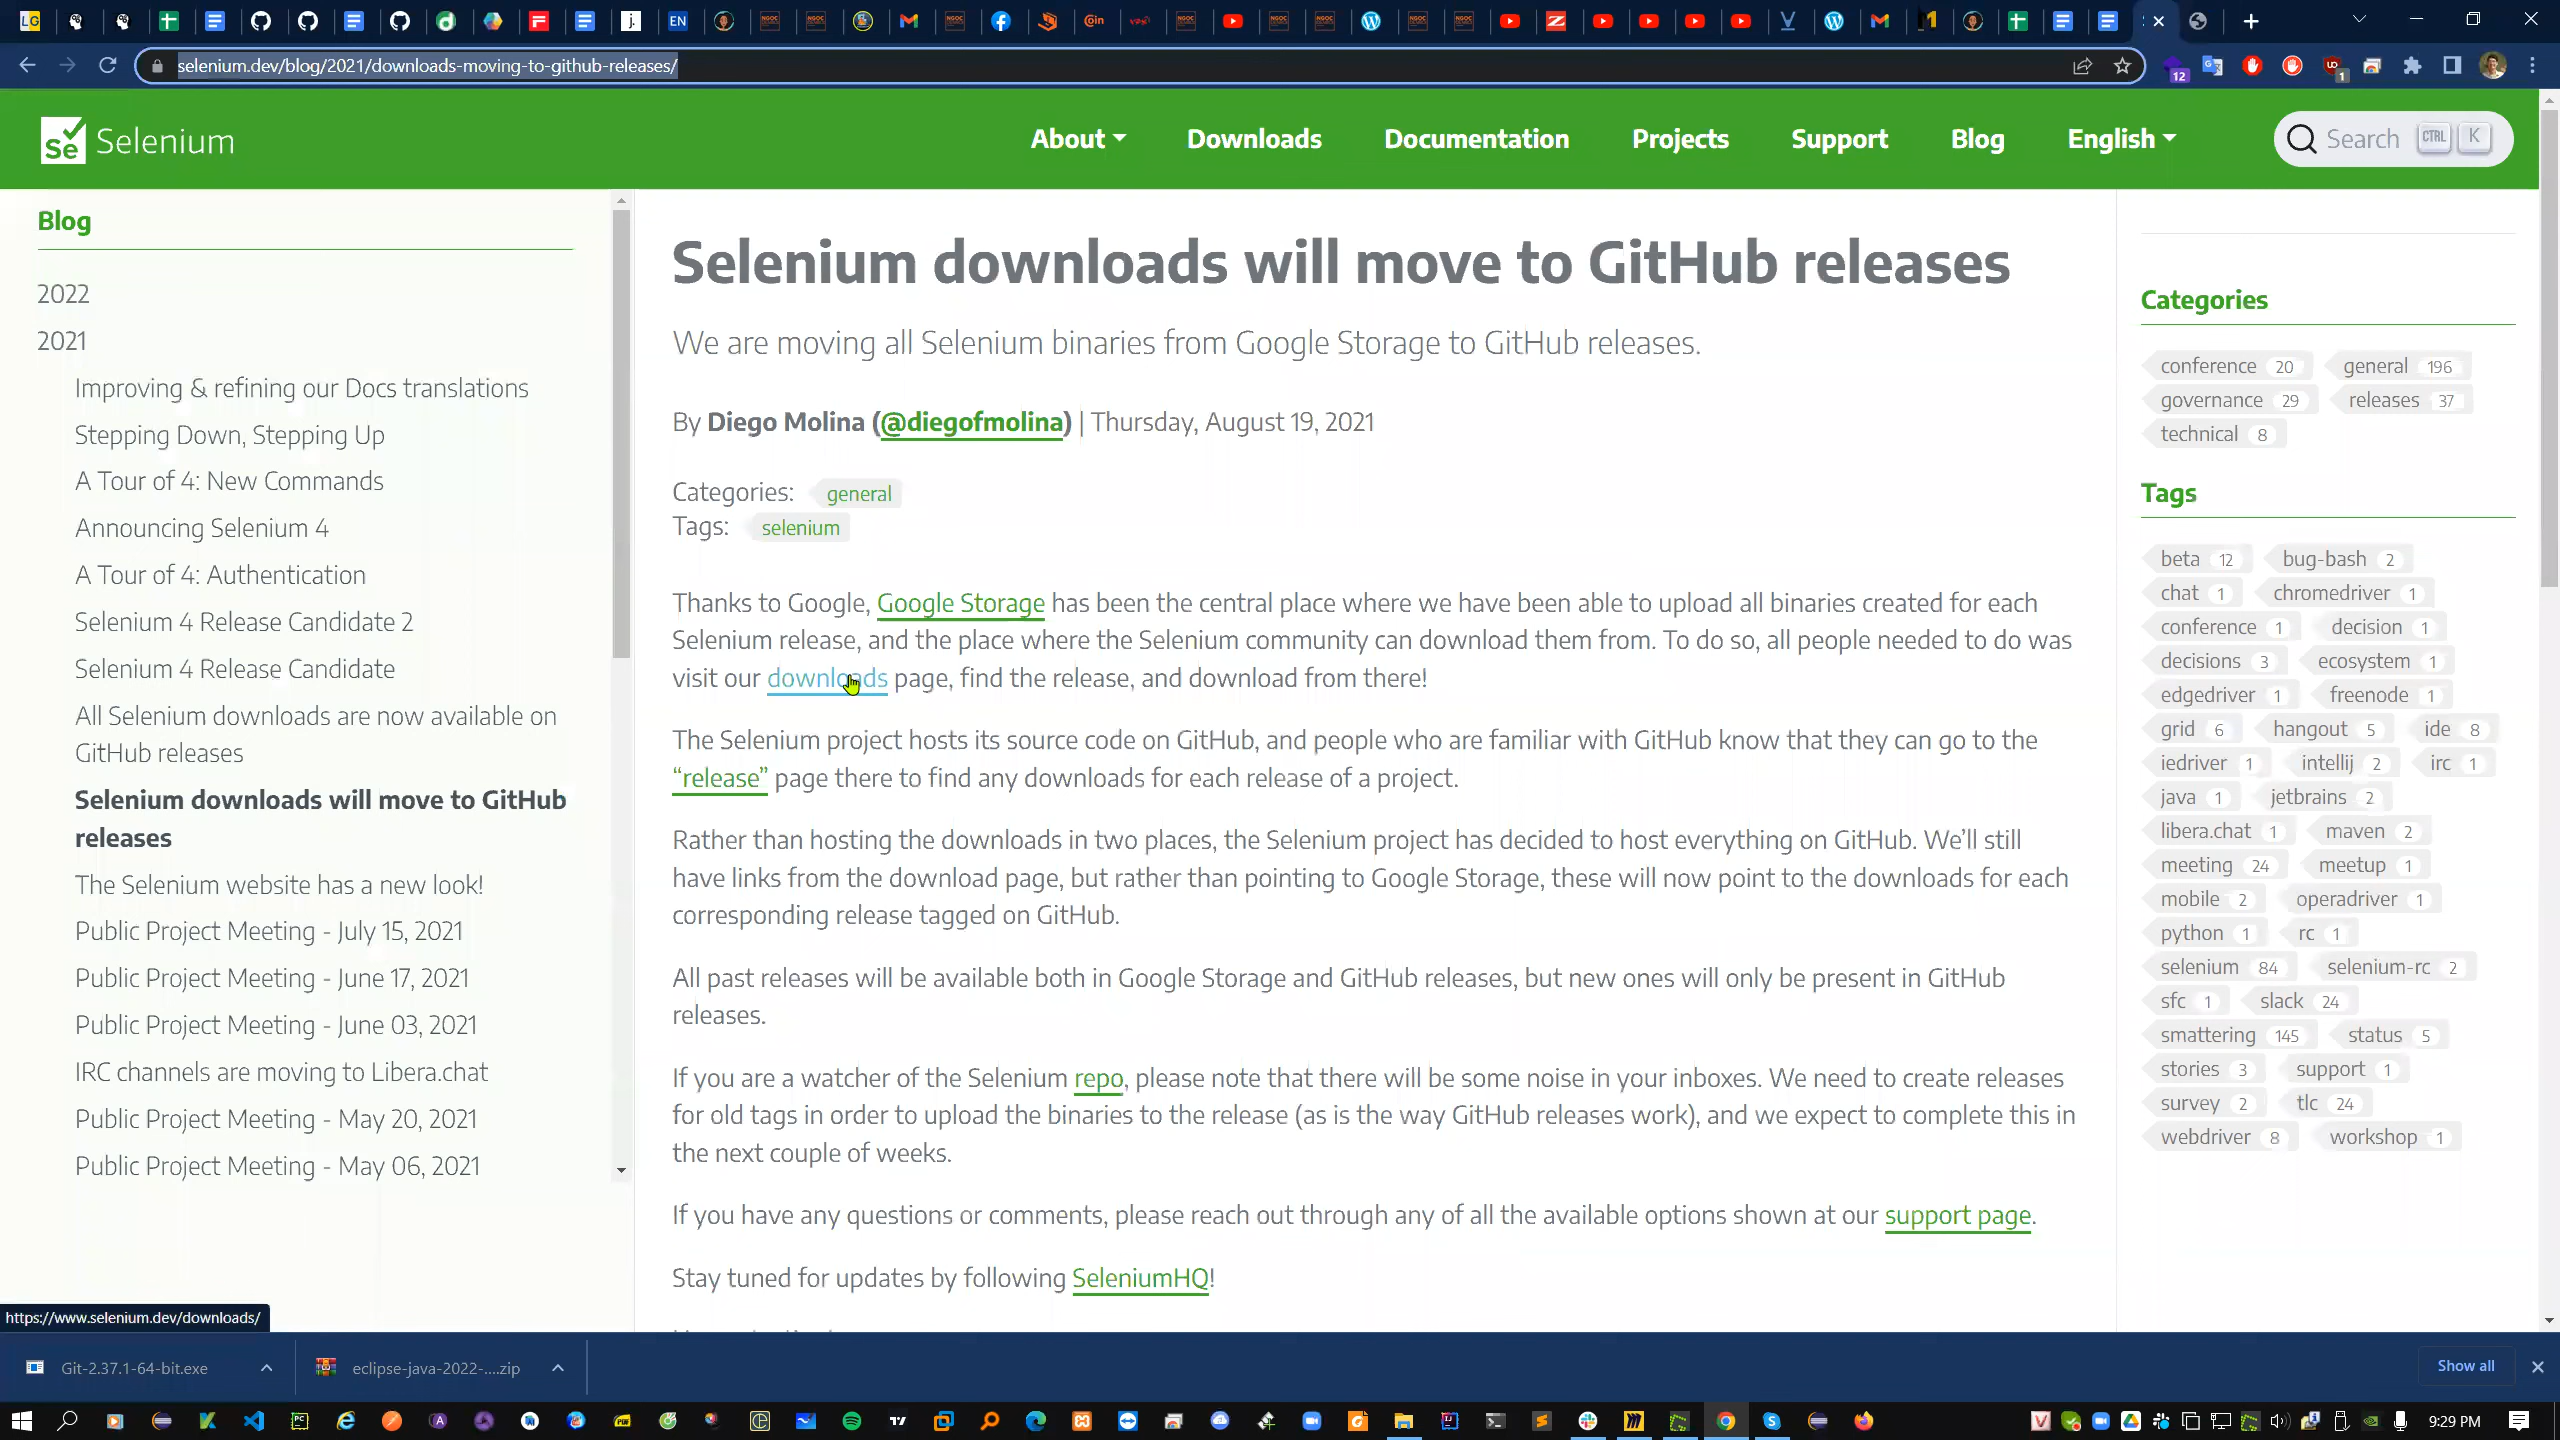 selenium.dev/blog/2021/downloads-moving-to-github-releases/
12
1
Selenium
About
Downloads
Documentation
Projects
Support
Blog
English
Search
CTRL
K
Blog
2022
2021
Improving & refining our Docs translations
Stepping Down, Stepping Up
A Tour of 4: New Commands
Announcing Selenium 4
A Tour of 4: Authentication
Selenium 4 Release Candidate 2
Selenium 4 Release Candidate
All Selenium downloads are now available on
GitHub releases
Selenium downloads will move to GitHub
releases
The Selenium website has a new look!
Public Project Meeting - July 15, 2021
Public Project Meeting - June 17, 2021
Public Project Meeting - June 03, 2021
IRC channels are moving to Libera.chat
Public Project Meeting - May 20, 2021
Public Project Meeting - May 06, 2021
Selenium downloads will move to GitHub releases
We are moving all Selenium binaries from Google Storage to GitHub releases.
By Diego Molina (@diegofmolina) | Thursday, August 19, 2021
Categories: general
Tags: selenium
Thanks to Google, Google Storage has been the central place where we have been able to upload all binaries created for each
Selenium release, and the place where the Selenium community can download them from. To do so, all people needed to do was
visit our downloads page, find the release, and download from there!
The Selenium project hosts its source code on GitHub, and people who are familiar with GitHub know that they can go to the
“release” page there to find any downloads for each release of a project.
Rather than hosting the downloads in two places, the Selenium project has decided to host everything on GitHub. We’ll still
have links from the download page, but rather than pointing to Google Storage, these will now point to the downloads for each
corresponding release tagged on GitHub.
All past releases will be available both in Google Storage and GitHub releases, but new ones will only be present in GitHub
releases.
If you are a watcher of the Selenium repo, please note that there will be some noise in your inboxes. We need to create releases
for old tags in order to upload the binaries to the release (as is the way GitHub releases work), and we expect to complete this in
the next couple of weeks.
If you have any questions or comments, please reach out through any of all the available options shown at our support page.
Stay tuned for updates by following SeleniumHQ!
Categories
conference 20 general 196
governance 29 releases 37
technical 8
Tags
beta 12 bug-bash 2
chat 1 chromedriver 1
conference 1 decision 1
decisions 3 ecosystem 1
edgedriver 1 freenode 1
grid 6 hangout 5 ide 8
iedriver 1 intellij 2 irc 1
java 1 jetbrains 2
libera.chat 1 maven 2
meeting 24 meetup 1
mobile 2 operadriver 1
python 1 rc 1
selenium 84 selenium-rc 2
sfc 1 slack 24
smattering 145 status 5
stories 3 support 1
survey 2 tlc 24
webdriver 8 workshop 1
https://www.selenium.dev/downloads/
Git-2.37.1-64-bit.exe
eclipse-java-2022-....zip
Show all
9:29 PM